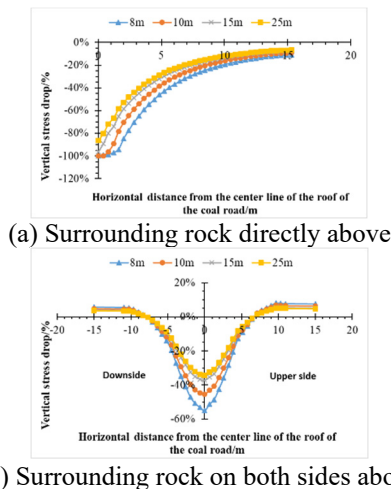 8m 10m 15m 25m
20%
0%
-20%
-40%
-60%
-80%
-100%
-120%
0 5 10 15 20
Vertical stress drop/%
Horizontal distance from the center line of the roof of
the coal road/m
(a) Surrounding rock directly above
8m 10m 15m 25m
20%
0%
-20%
-40%
-60%
-20 -15 -10 -5 0 5 10 15 20
Vertical stress drop/%
Downside Upper side
Horizontal distance from the center line of the roof of
the coal road/m
) Surrounding rock on both sides abo